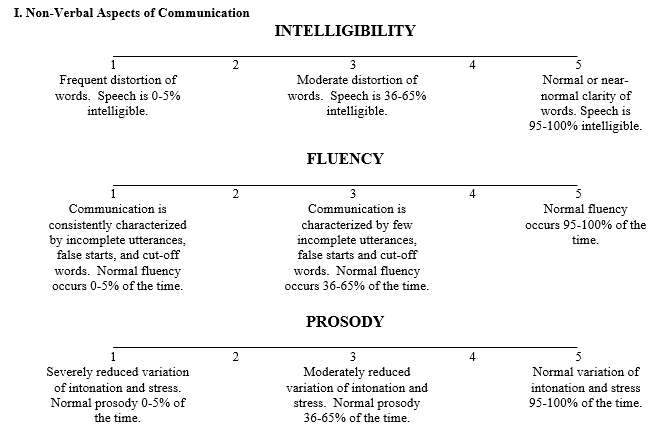 I. Non-Verbal Aspects of Communication
INTELLIGIBILITY
1 2 3 4 5
Frequent distortion of words. Speech is 0-5% intelligible.
Moderate distortion of words. Speech is 36-65% intelligible.
Normal or near-normal clarity of words. Speech is 95-100% intelligible.
FLUENCY
1 2 3 4 5
Communication is consistently characterized by incomplete utterances, false starts, and cut-off words. Normal fluency occurs 0-5% of the time.
Communication is characterized by few incomplete utterances, false starts and cut-off words. Normal fluency occurs 36-65% of the time.
Normal fluency occurs 95-100% of the time.
PROSODY
1 2 3 4 5
Severely reduced variation of intonation and stress. Normal prosody 0-5% of the time.
Moderately reduced variation of intonation and stress. Normal prosody 36-65% of the time.
Normal variation of intonation and stress 95-100% of the time.